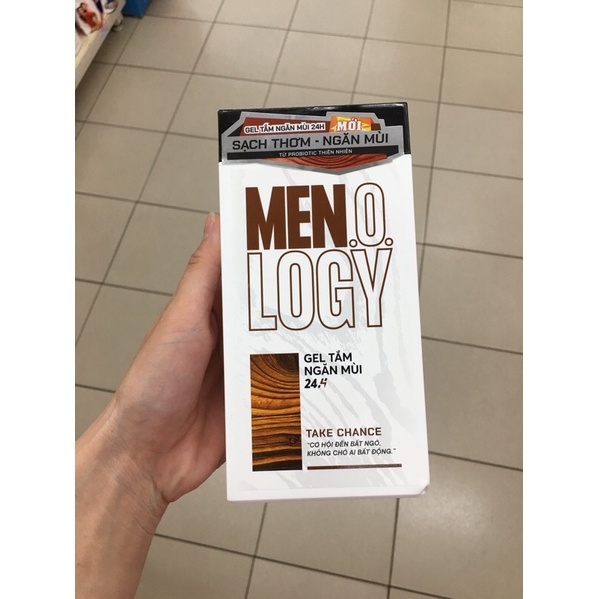 GEL TẮM NGĂN MÙI 24H
MỚI
SẠCH THƠM - NGĂN MÙI
TỪ PROBIOTIC THIÊN NHIÊN
MEN.O.
LOGY
GEL TẮM
NGĂN MÙI
24.H
TAKE CHANCE
"CƠ HỘI ĐẾN BẤT NGỜ,
KHÔNG CHỜ AI BẤT ĐỘNG."